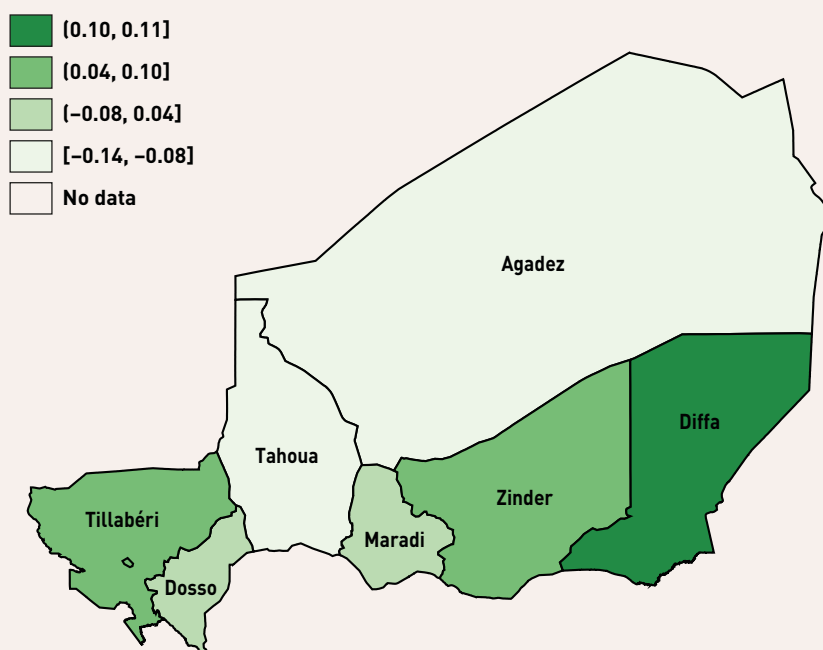 (0.10, 0.11]
(0.04, 0.10]
(−0.08, 0.04]
[−0.14, −0.08]
No data
Agadez
Diffa
Tahoua
Zinder
Tillabéri
Maradi
Dosso